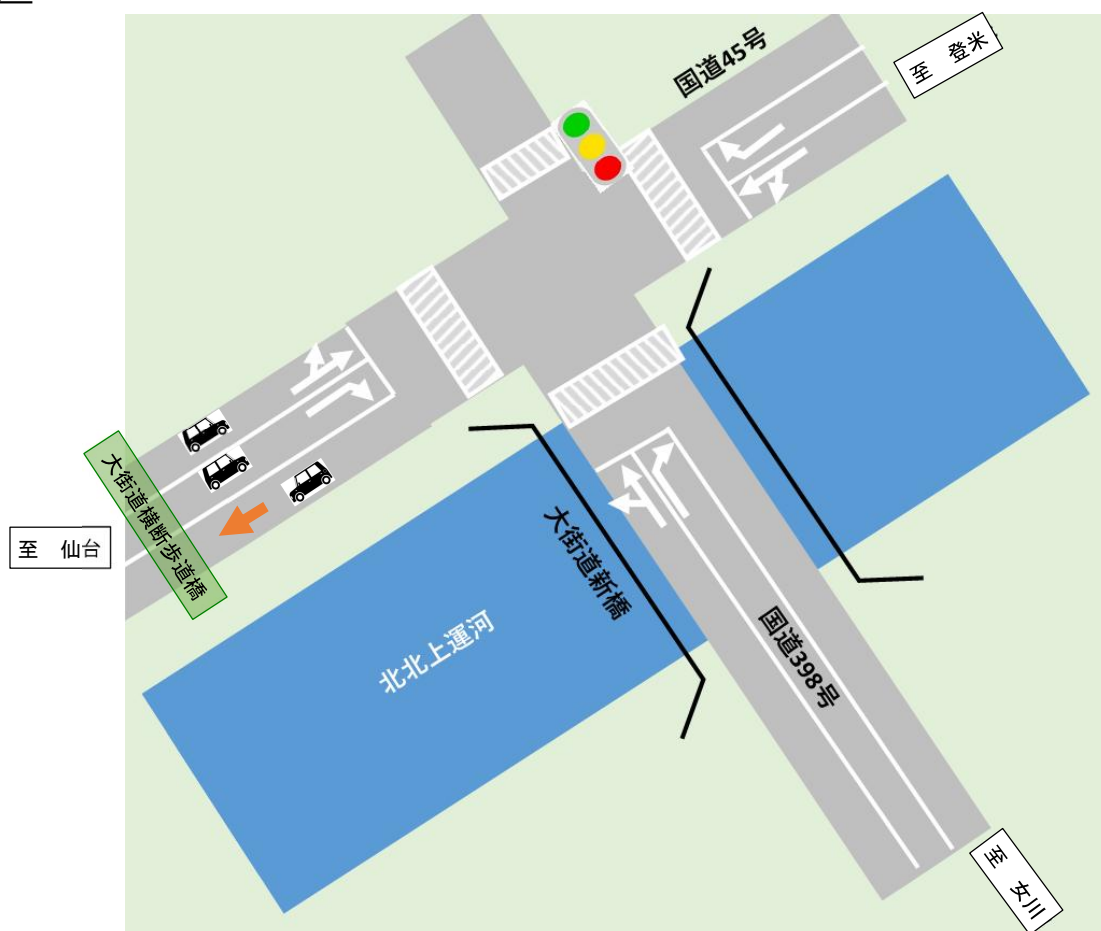 国道45号
至　登米
大街道横断歩道橋
至　仙台
大街道新橋
北北上運河
国道398号
至　女川